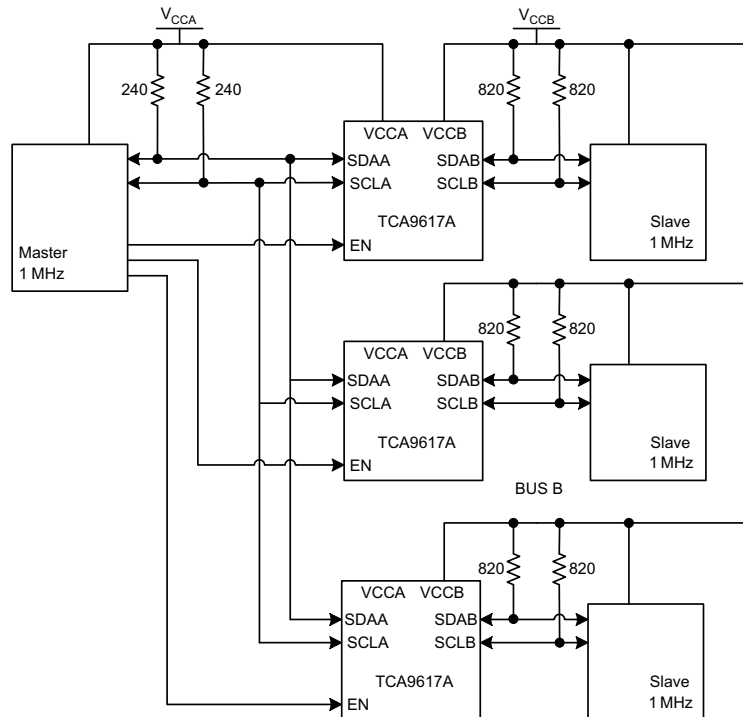 VCCA
VCCB
240 240 820 820
VCCA VCCB
SDAA SDAB
SCLA SCLB
TCA9617A
EN
Master
1 MHz
Slave
1 MHz
820 820
VCCA VCCB
SDAA SDAB
SCLA SCLB
TCA9617A
EN
Slave
1 MHz
BUS B
820 820
VCCA VCCB
SDAA SDAB
SCLA SCLB
TCA9617A
EN
Slave
1 MHz